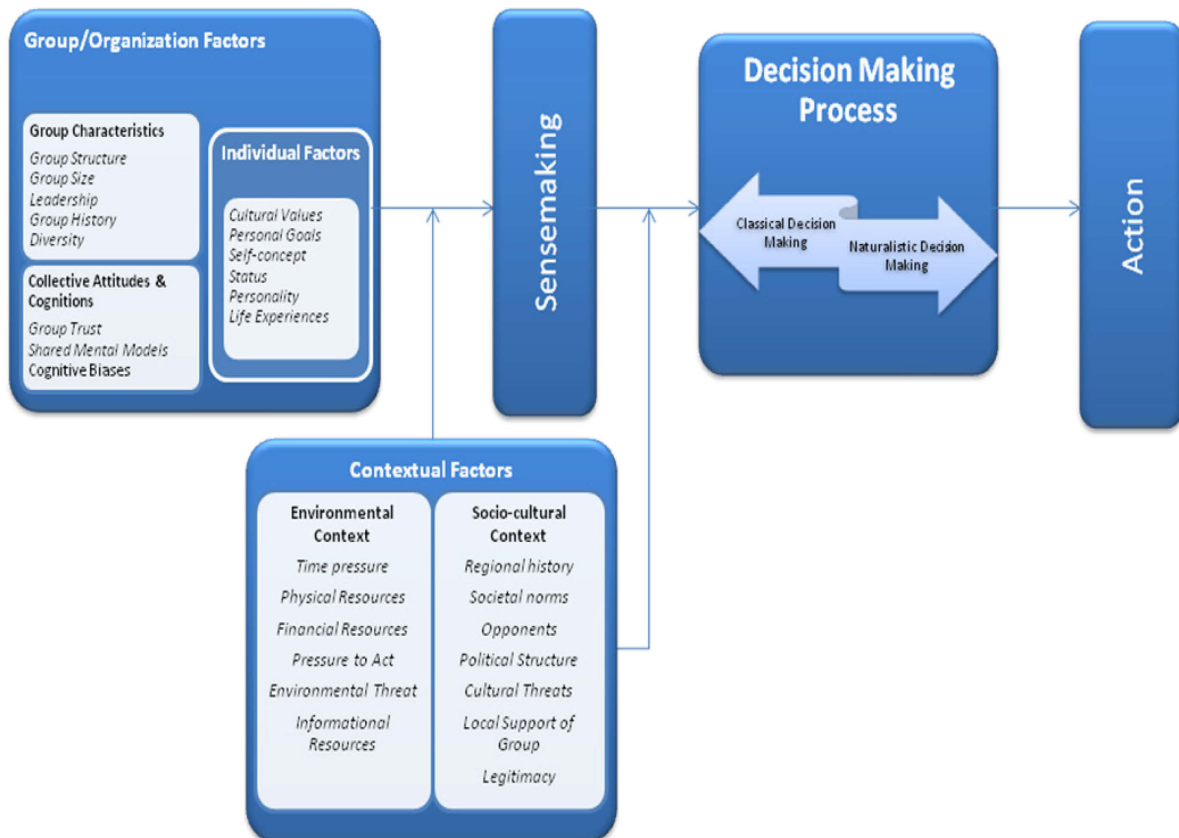 Group/Organization Factors
Group Characteristics
Group Structure
Group Size
Leadership
Group History
Diversity
Collective Attitudes &
Cognitions
Group Trust
Shared Mental Models
Cognitive Biases
Individual Factors
Cultural Values
Personal Goals
Self-concept
Status
Personality
Life Experiences
Sensemaking
Decision Making
Process
Classical Decision
Making
Naturalistic Decision
Making
Action
Contextual Factors
Environmental
Context
Time pressure
Physical Resources
Financial Resources
Pressure to Act
Environmental Threat
Informational
Resources
Socio-cultural
Context
Regional history
Societal norms
Opponents
Political Structure
Cultural Threats
Local Support of
Group
Legitimacy